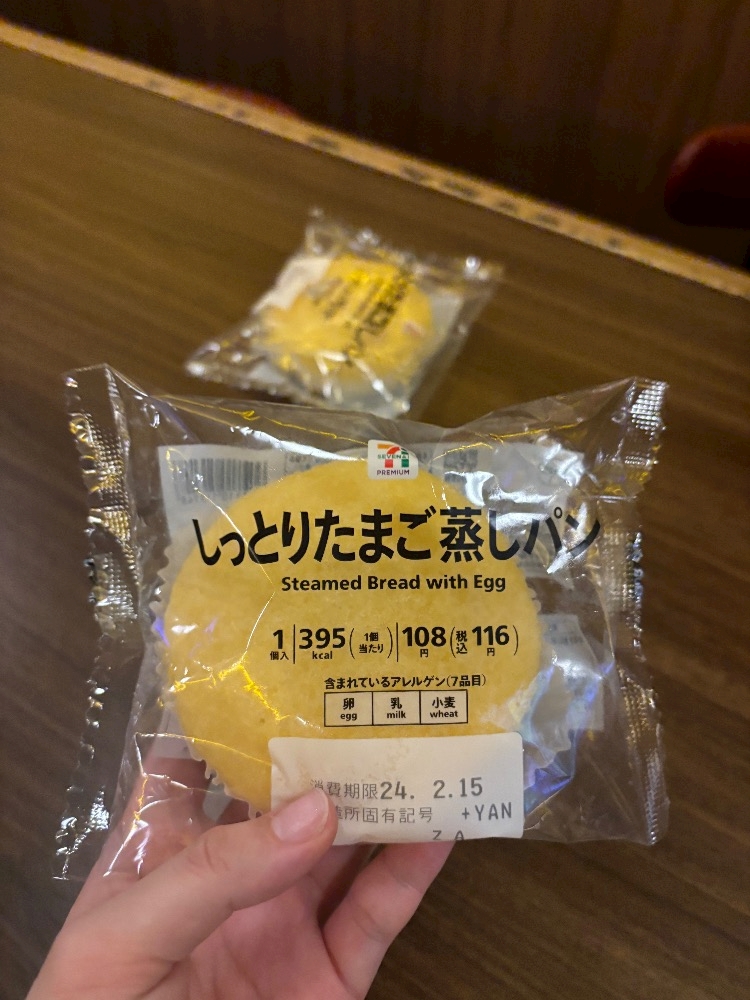 SEVEN & i
PREMIUM
しっとりたまご蒸しパン
Steamed Bread with Egg
1個入 395kcal (1個当たり) 108円 (税込116円)
含まれているアレルゲン(7品目)
卵 乳 小麦
egg milk wheat
消費期限24. 2.15
造所固有記号 +YAN